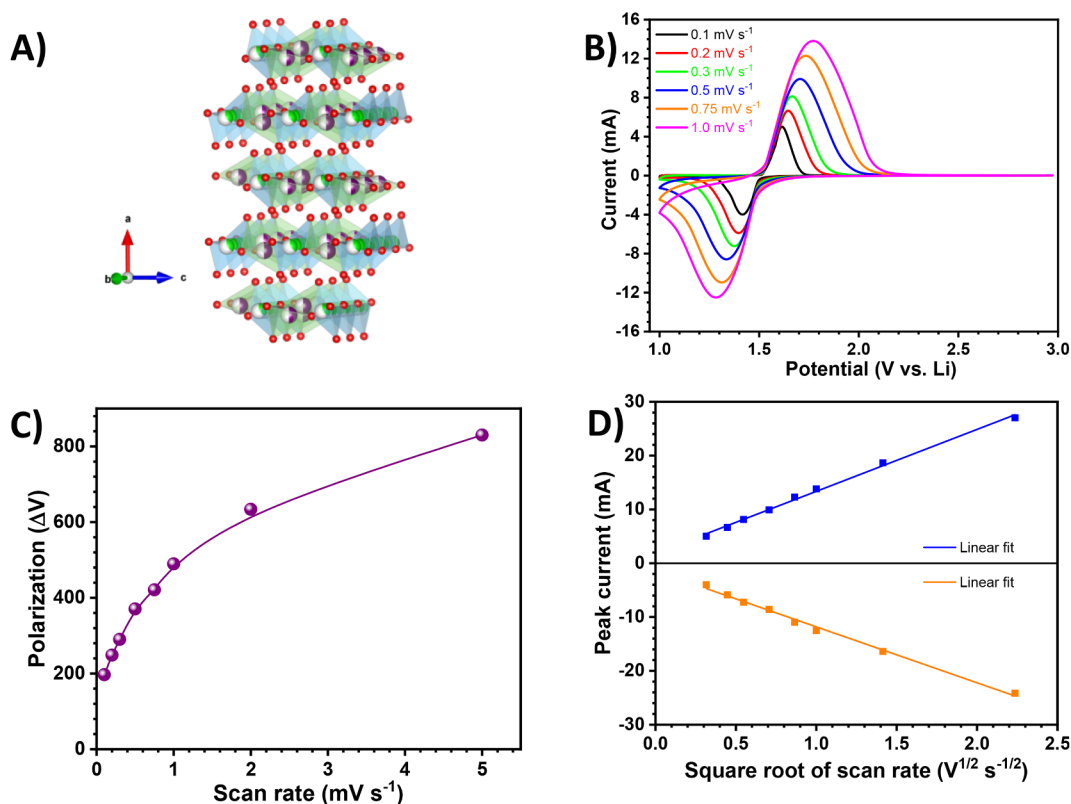 A)
a
b
c
B)
0.1 mV s⁻¹
0.2 mV s⁻¹
0.3 mV s⁻¹
0.5 mV s⁻¹
0.75 mV s⁻¹
1.0 mV s⁻¹
16
12
8
4
0
-4
-8
-12
-16
Current (mA)
1.0
1.5
2.0
2.5
3.0
Potential (V vs. Li)
C)
800
600
400
200
0
Polarization (ΔV)
0
1
2
3
4
5
Scan rate (mV s⁻¹)
D)
30
20
10
0
-10
-20
-30
Peak current (mA)
Linear fit
Linear fit
0.0
0.5
1.0
1.5
2.0
2.5
Square root of scan rate (V¹ᐟ² s⁻¹ᐟ²)